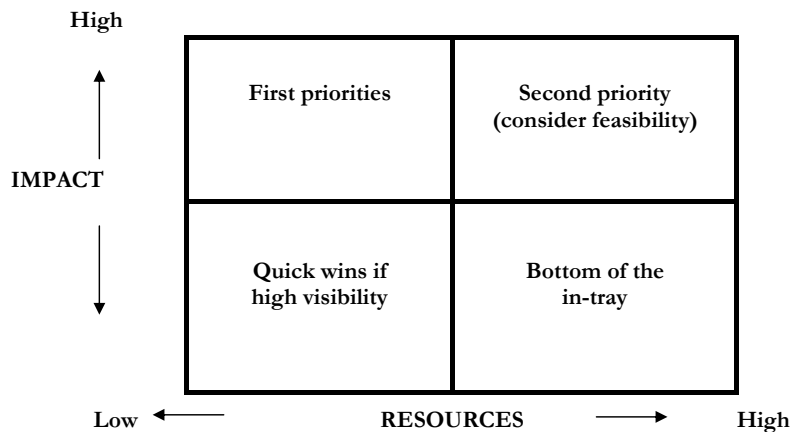 High
First priorities
Second priority
(consider feasibility)
IMPACT
Quick wins if
high visibility
Bottom of the
in-tray
Low
RESOURCES
High